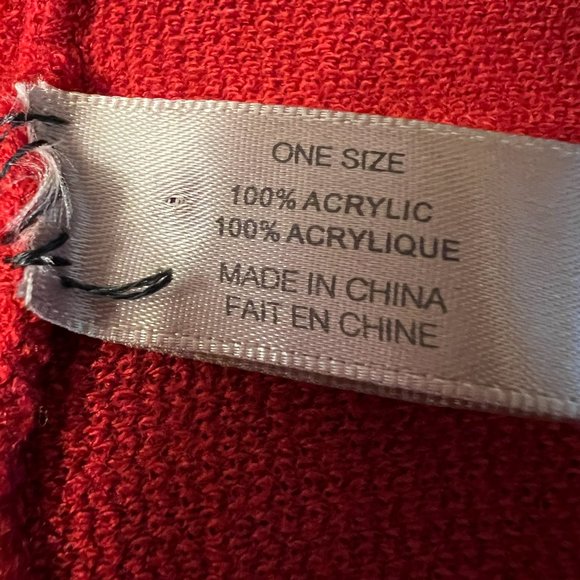 ONE SIZE
100% ACRYLIC
100% ACRYLIQUE
MADE IN CHINA
FAIT EN CHINE